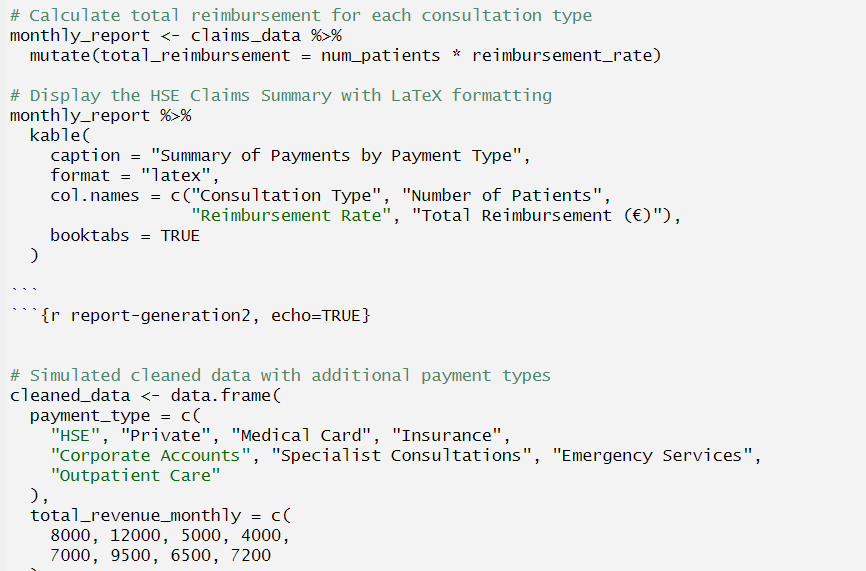 # Calculate total reimbursement for each consultation type
monthly_report <- claims_data %>%
  mutate(total_reimbursement = num_patients * reimbursement_rate)

# Display the HSE Claims Summary with LaTeX formatting
monthly_report %>%
  kable(
    caption = "Summary of Payments by Payment Type",
    format = "latex",
    col.names = c("Consultation Type", "Number of Patients",
                  "Reimbursement Rate", "Total Reimbursement (€)"),
    booktabs = TRUE
  )

```
```{r report-generation2, echo=TRUE}


# Simulated cleaned data with additional payment types
cleaned_data <- data.frame(
  payment_type = c(
    "HSE", "Private", "Medical Card", "Insurance",
    "Corporate Accounts", "Specialist Consultations", "Emergency Services",
    "Outpatient Care"
  ),
  total_revenue_monthly = c(
    8000, 12000, 5000, 4000,
    7000, 9500, 6500, 7200